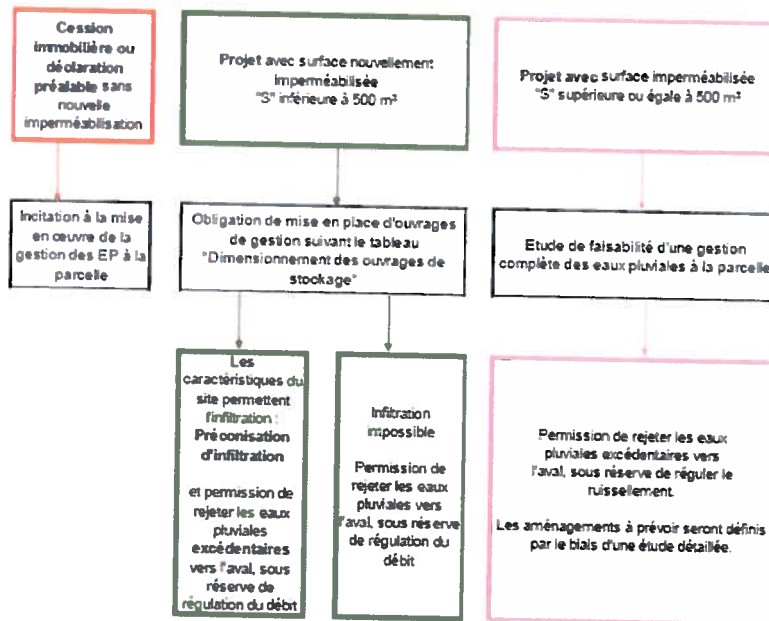 Cession
immobilière ou
déclaration
préalable sans
nouvelle
imperméabilisation
Projet avec surface nouvellement
imperméabilisée
"S" inférieure à 500 m²
Projet avec surface imperméabilisée
"S" supérieure ou égale à 500 m²
Incitation à la mise
en œuvre de la
gestion des EP à la
parcelle
Obligation de mise en place d'ouvrages
de gestion suivant le tableau
"Dimensionnement des ouvrages de
stockage"
Etude de faisabilité d'une gestion
complète des eaux pluviales à la parcelle
Les
caractéristiques du
site permettent
l'infiltration :
Préconisation
d'infiltration
et permission de
rejeter les eaux
pluviales
excédentaires
vers l'aval, sous
réserve de
régulation du débit
Infiltration
impossible
Permission de
rejeter les eaux
pluviales vers
l'aval, sous réserve
de régulation du
débit
Permission de rejeter les eaux
pluviales excédentaires vers
l'aval, sous réserve de réguler le
ruissellement.
Les aménagements à prévoir seront définis
par le biais d'une étude détaillée.